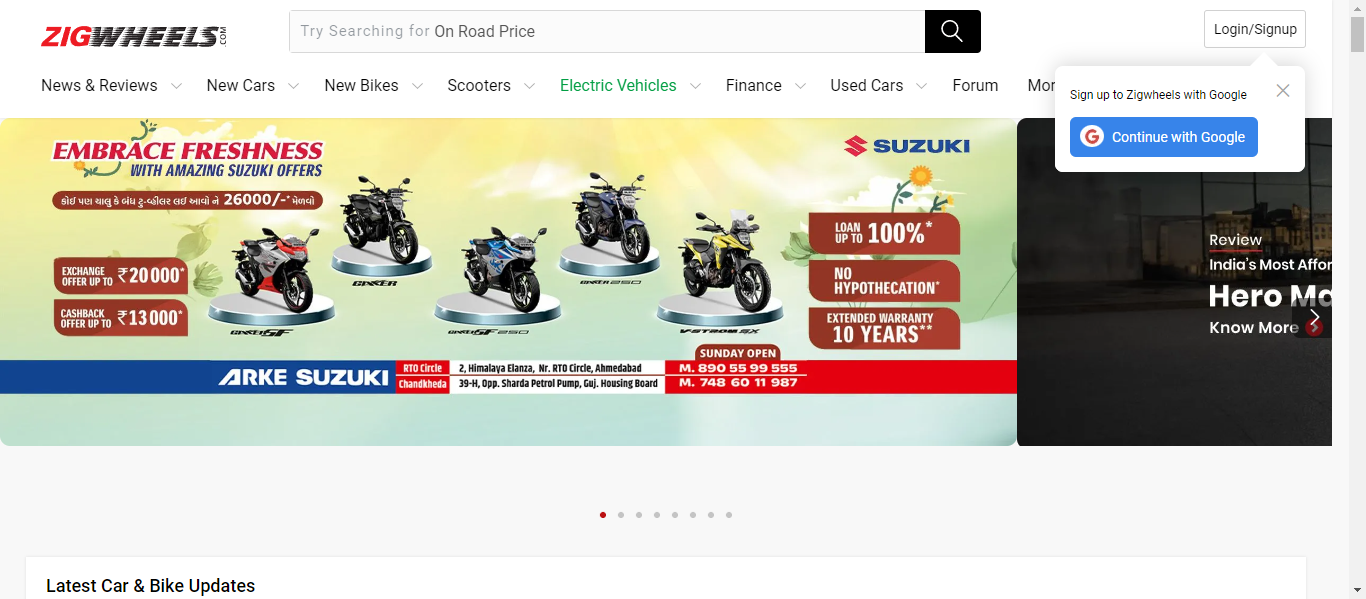 ZIGWHEELS.COM
Try Searching for On Road Price
Login/Signup
News & Reviews
New Cars
New Bikes
Scooters
Electric Vehicles
Finance
Used Cars
Forum
Sign up to Zigwheels with Google
Continue with Google
EMBRACE FRESHNESS
WITH AMAZING SUZUKI OFFERS
કોઈ પણ ચાલુ કે બંધ ટુ-વ્હીલર લઈ આવો ને 26000/-* મેળવો
EXCHANGE
OFFER UP TO ₹20000*
CASHBACK
OFFER UP TO ₹13000*
GIXXER SF
GIXXER
GIXXER SF 250
GIXXER 250
V-STROM SX
SUZUKI
LOAN
UP TO 100%*
NO
HYPOTHECATION*
EXTENDED WARRANTY
10 YEARS**
SUNDAY OPEN
ARKE SUZUKI
RTO Circle 2, Himalaya Elanza, Nr. RTO Circle, Ahmedabad M. 890 55 99 555
Chandkheda 39-H, Opp. Sharda Petrol Pump, Guj. Housing Board M. 748 60 11 987
Review
India's Most Affor
Hero Ma
Know More
Latest Car & Bike Updates